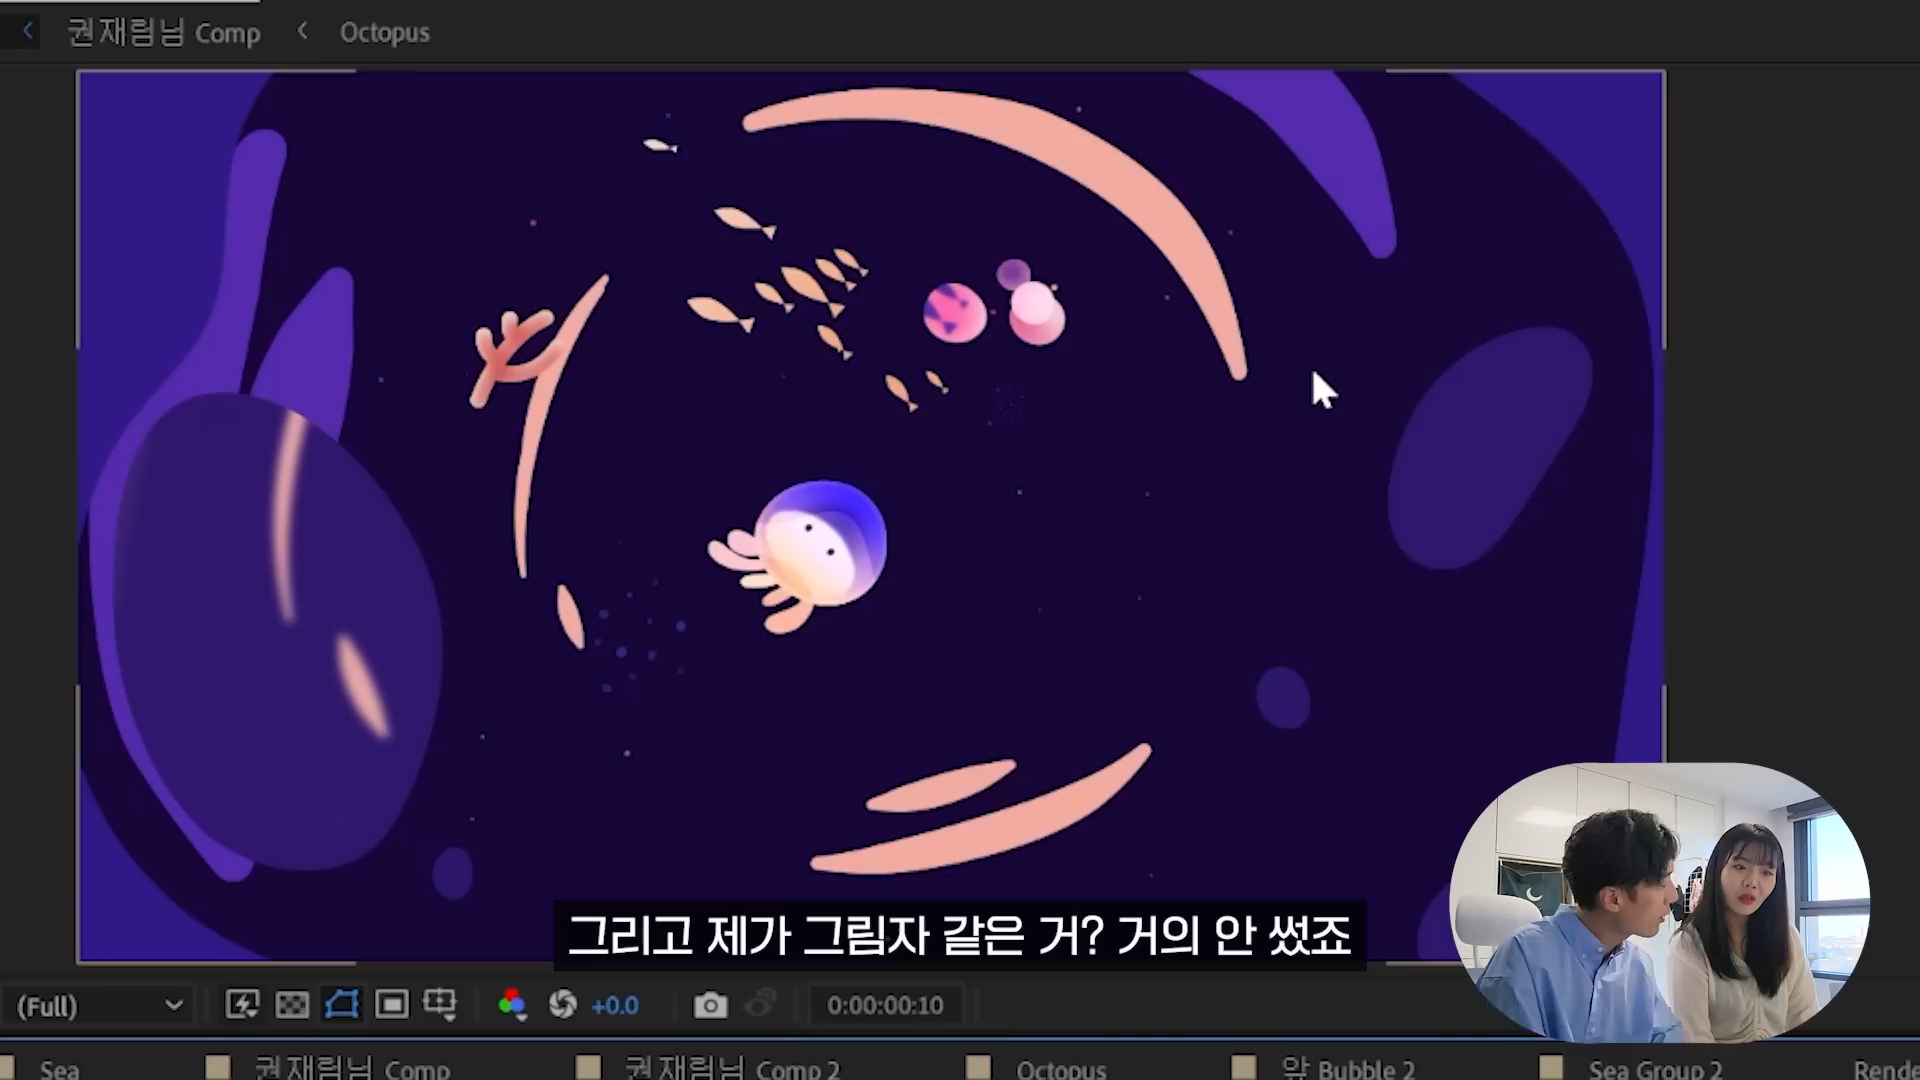 권재림님 Comp
Octopus
그리고 제가 그림자 같은 거? 거의 안 썼죠
(Full)
+0.0
0:00:00:10
Sea
권재림님 Comp
권재림님 Comp 2
Octopus
앞 Bubble 2
Sea Group 2
Rende